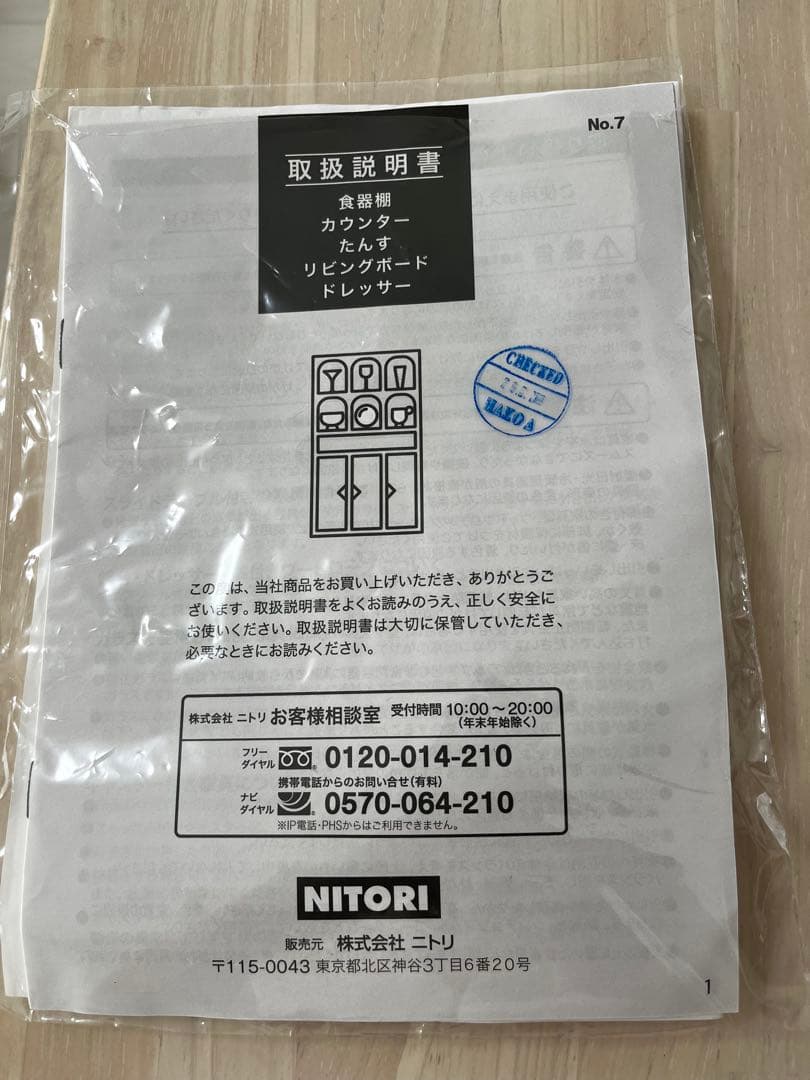 No.7
取扱説明書
食器棚
カウンター
たんす
リビングボード
ドレッサー
CHECKED
HAKO A
この度は、当社商品をお買い上げいただき、ありがとうご
ざいます。取扱説明書をよくお読みのうえ、正しく安全に
お使いください。取扱説明書は大切に保管していただき、
必要なときにお読みください。
株式会社 ニトリ お客様相談室 受付時間 10:00〜20:00
(年末年始除く)
フリー
ダイヤル 0120-014-210
携帯電話からのお問い合せ(有料)
ナビ
ダイヤル 0570-064-210
※IP電話・PHSからはご利用できません。
NITORI
販売元 株式会社 ニトリ
〒115-0043 東京都北区神谷3丁目6番20号
1